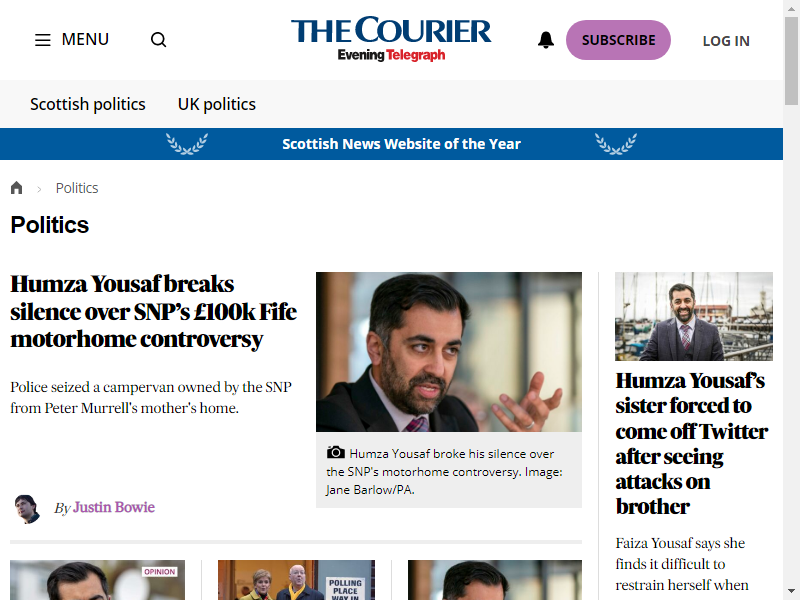 MENU
THE COURIER
Evening Telegraph
SUBSCRIBE
LOG IN
Scottish politics
UK politics
Scottish News Website of the Year
Politics
Politics
Humza Yousaf breaks
silence over SNP's £100k Fife
motorhome controversy
Police seized a campervan owned by the SNP
from Peter Murrell's mother's home.
By Justin Bowie
Humza Yousaf broke his silence over
the SNP's motorhome controversy. Image:
Jane Barlow/PA.
Humza Yousaf's
sister forced to
come off Twitter
after seeing
attacks on
brother
Faiza Yousaf says she
finds it difficult to
restrain herself when
OPINION
POLLING
PLACE
WAY IN